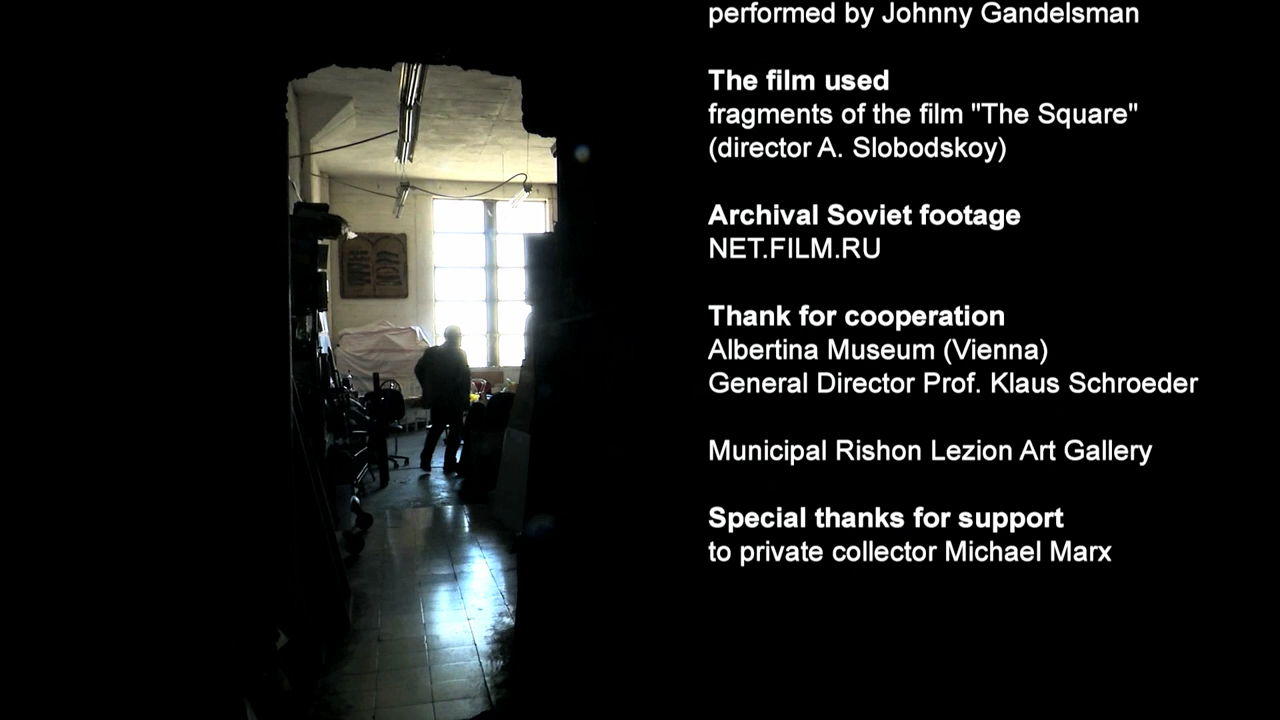 performed by Johnny Gandelsman
The film used
fragments of the film "The Square"
(director A. Slobodskoy)
Archival Soviet footage
NET.FILM.RU
Thank for cooperation
Albertina Museum (Vienna)
General Director Prof. Klaus Schroeder
Municipal Rishon Lezion Art Gallery
Special thanks for support
to private collector Michael Marx